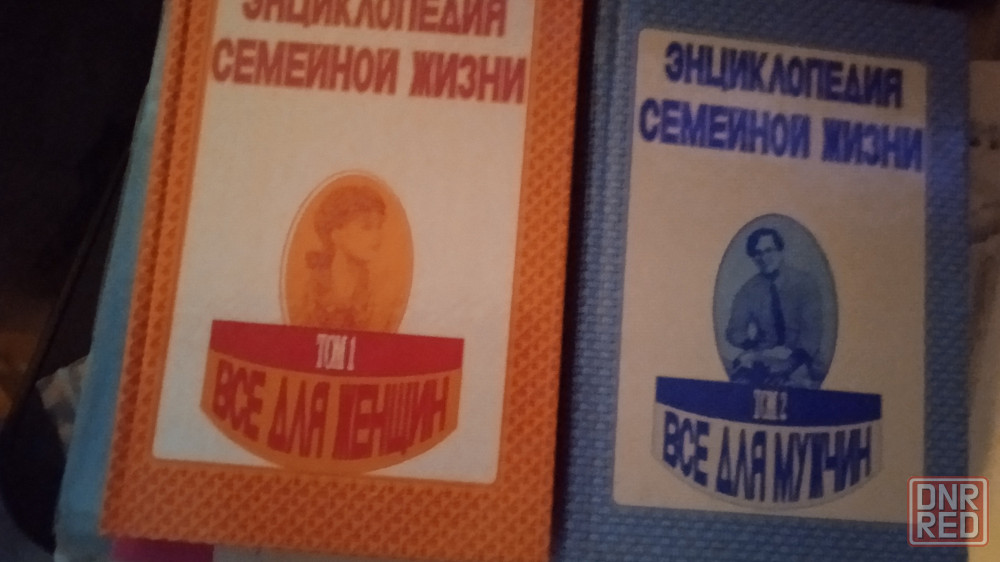 ЭНЦИКЛОПЕДИЯ
СЕМЕЙНОЙ ЖИЗНИ
ТОМ 1
ВСЕ ДЛЯ ЖЕНЩИН
ЭНЦИКЛОПЕДИЯ
СЕМЕЙНОЙ ЖИЗНИ
ТОМ 2
ВСЕ ДЛЯ МУЖЧИН
DNR
RED